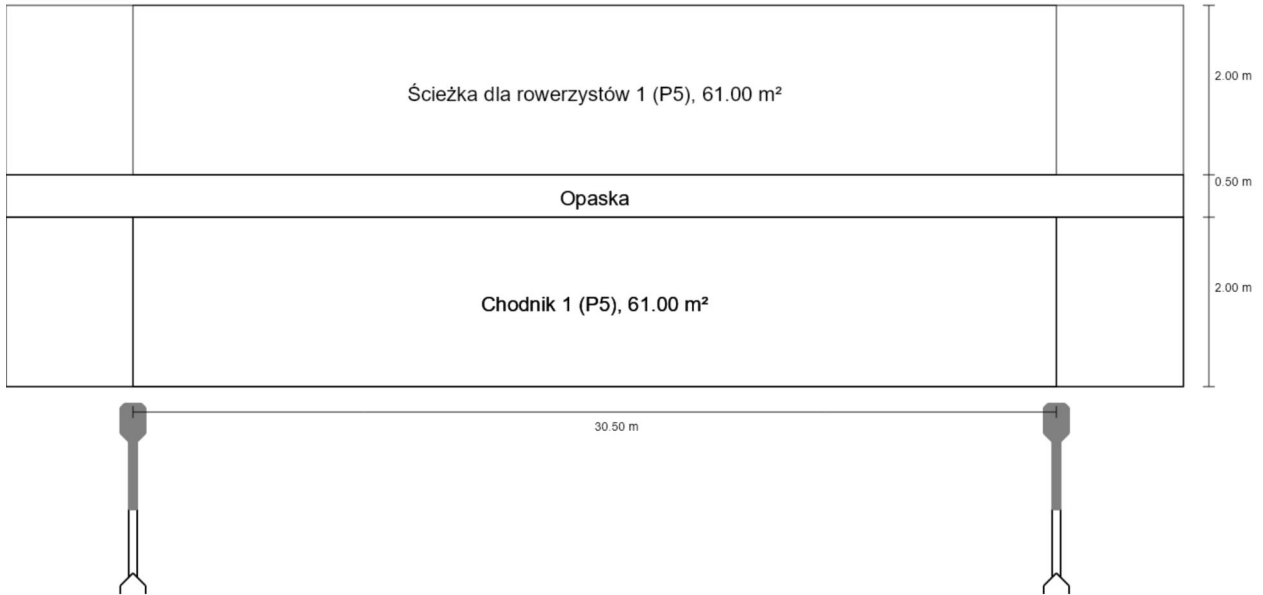 Ścieżka dla rowerzystów 1 (P5), 61.00 m²
2.00 m
Opaska
0.50 m
Chodnik 1 (P5), 61.00 m²
2.00 m
30.50 m